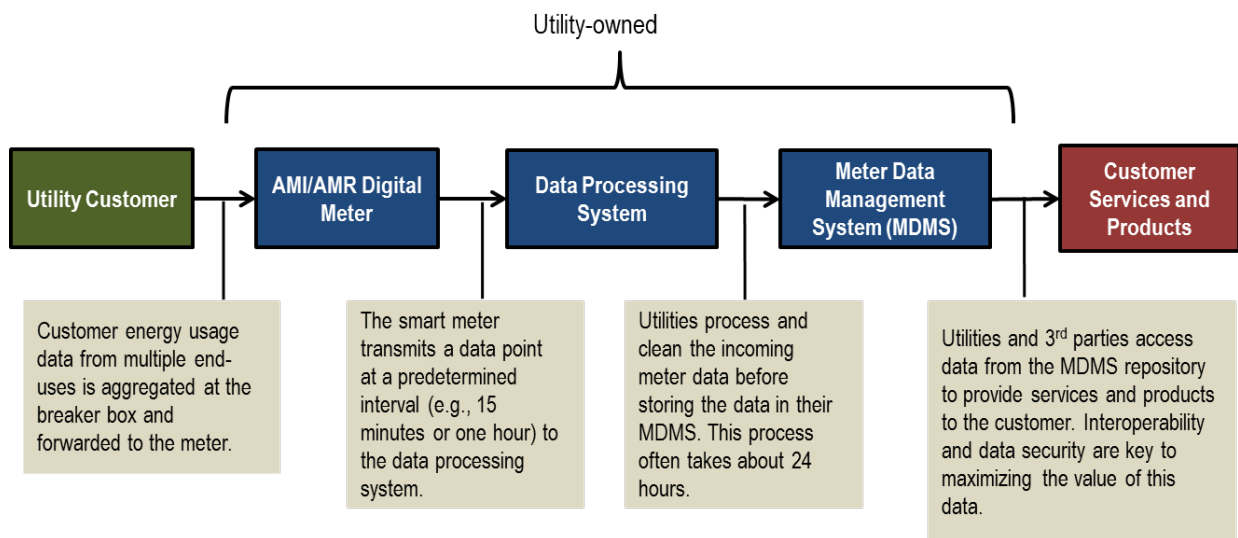 Utility-owned
Utility Customer
AMI/AMR Digital
Meter
Data Processing
System
Meter Data
Management
System (MDMS)
Customer
Services and
Products
Customer energy usage
data from multiple end-
uses is aggregated at the
breaker box and
forwarded to the meter.
The smart meter
transmits a data point
at a predetermined
interval (e.g., 15
minutes or one hour) to
the data processing
system.
Utilities process and
clean the incoming
meter data before
storing the data in their
MDMS. This process
often takes about 24
hours.
Utilities and 3rd parties access
data from the MDMS repository
to provide services and products
to the customer. Interoperability
and data security are key to
maximizing the value of this
data.